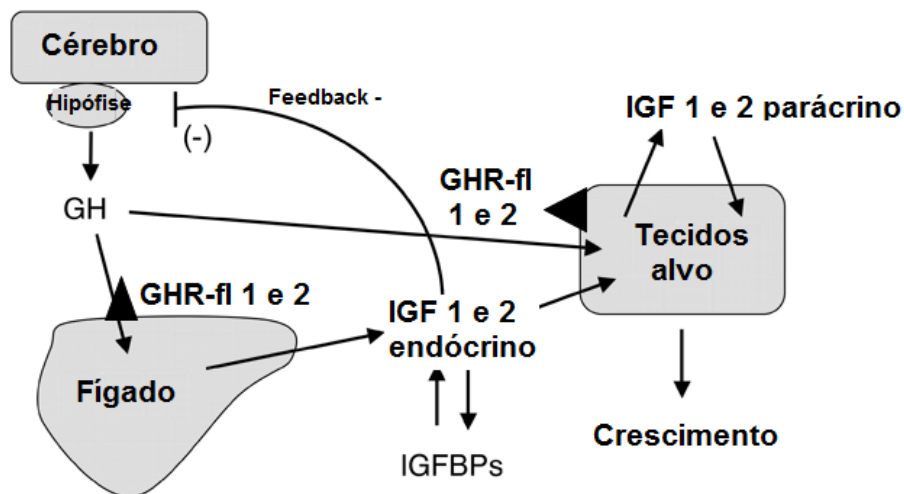 Cérebro
Hipófise
Feedback -
(-)
IGF 1 e 2 parácrino
GHR-fl
1 e 2
GH
Tecidos
alvo
GHR-fl 1 e 2
IGF 1 e 2
endócrino
Fígado
Crescimento
IGFBPs